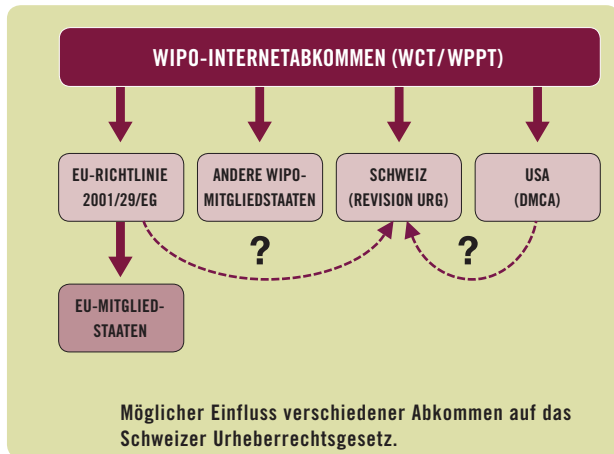 WIPO-INTERNETABKOMMEN (WCT/WPPT)
EU-RICHTLINIE
2001/29/EG
ANDERE WIPO-
MITGLIEDSTAATEN
SCHWEIZ
(REVISION URG)
USA
(DMCA)
?
?
EU-MITGLIED-
STAATEN
Möglicher Einfluss verschiedener Abkommen auf das
Schweizer Urheberrechtsgesetz.